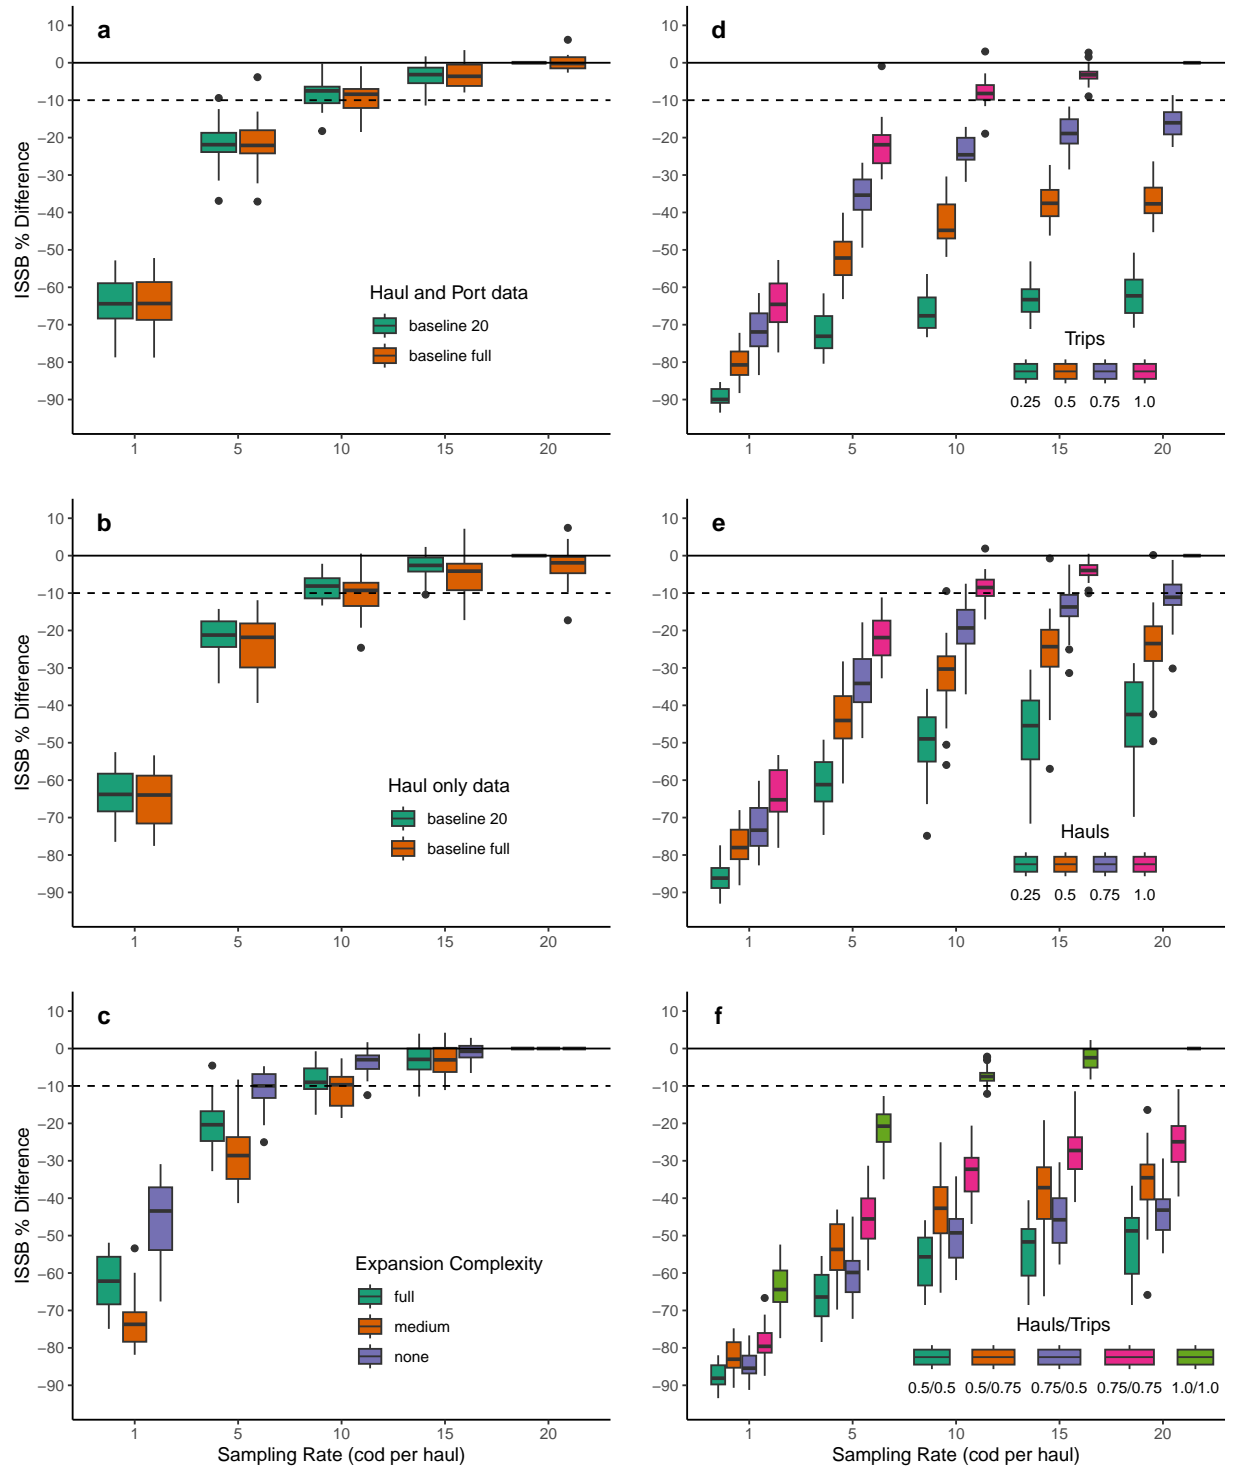 a
10
0
−10
−20
−30
−40
−50
−60
−70
−80
−90
ISSB % Difference
Haul and Port data
baseline 20
baseline full
1 5 10 15 20
d
10
0
−10
−20
−30
−40
−50
−60
−70
−80
−90
Trips
0.25 0.5 0.75 1.0
1 5 10 15 20
b
10
0
−10
−20
−30
−40
−50
−60
−70
−80
−90
ISSB % Difference
Haul only data
baseline 20
baseline full
1 5 10 15 20
e
10
0
−10
−20
−30
−40
−50
−60
−70
−80
−90
Hauls
0.25 0.5 0.75 1.0
1 5 10 15 20
c
10
0
−10
−20
−30
−40
−50
−60
−70
−80
−90
ISSB % Difference
Expansion Complexity
full
medium
none
1 5 10 15 20
Sampling Rate (cod per haul)
f
10
0
−10
−20
−30
−40
−50
−60
−70
−80
−90
Hauls/Trips
0.5/0.5 0.5/0.75 0.75/0.5 0.75/0.75 1.0/1.0
1 5 10 15 20
Sampling Rate (cod per haul)